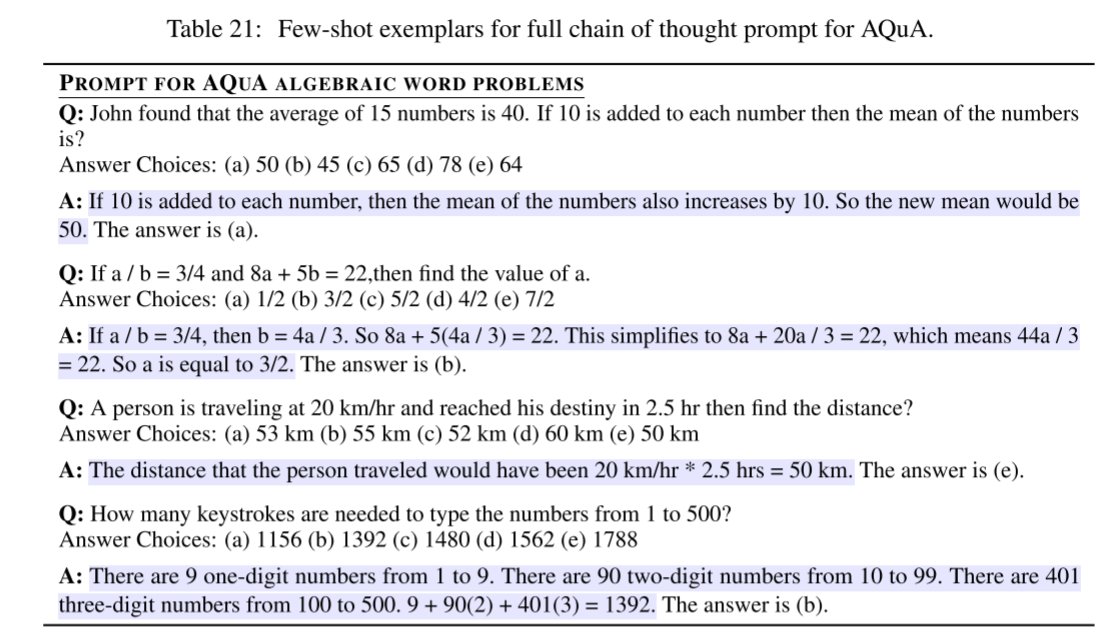 Table 21: Few-shot exemplars for full chain of thought prompt for AQuA.
PROMPT FOR AQUA ALGEBRAIC WORD PROBLEMS
Q: John found that the average of 15 numbers is 40. If 10 is added to each number then the mean of the numbers
is?
Answer Choices: (a) 50 (b) 45 (c) 65 (d) 78 (e) 64
A: If 10 is added to each number, then the mean of the numbers also increases by 10. So the new mean would be
50. The answer is (a).
Q: If a / b = 3/4 and 8a + 5b = 22,then find the value of a.
Answer Choices: (a) 1/2 (b) 3/2 (c) 5/2 (d) 4/2 (e) 7/2
A: If a / b = 3/4, then b = 4a / 3. So 8a + 5(4a / 3) = 22. This simplifies to 8a + 20a / 3 = 22, which means 44a / 3
= 22. So a is equal to 3/2. The answer is (b).
Q: A person is traveling at 20 km/hr and reached his destiny in 2.5 hr then find the distance?
Answer Choices: (a) 53 km (b) 55 km (c) 52 km (d) 60 km (e) 50 km
A: The distance that the person traveled would have been 20 km/hr * 2.5 hrs = 50 km. The answer is (e).
Q: How many keystrokes are needed to type the numbers from 1 to 500?
Answer Choices: (a) 1156 (b) 1392 (c) 1480 (d) 1562 (e) 1788
A: There are 9 one-digit numbers from 1 to 9. There are 90 two-digit numbers from 10 to 99. There are 401
three-digit numbers from 100 to 500. 9 + 90(2) + 401(3) = 1392. The answer is (b).